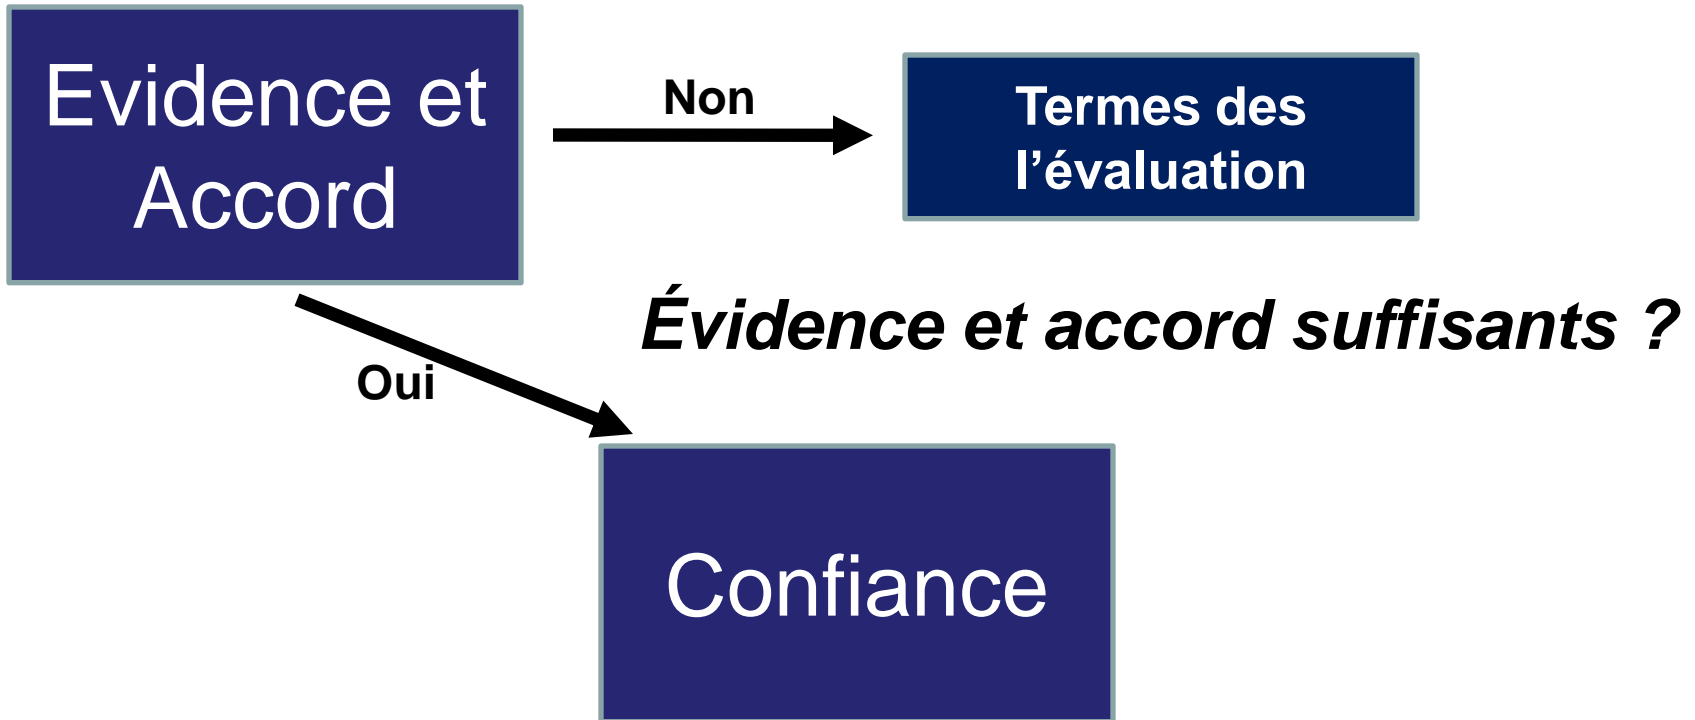 Evidence et
Accord
Non
Termes des
l’évaluation
Évidence et accord suffisants ?
Oui
Confiance